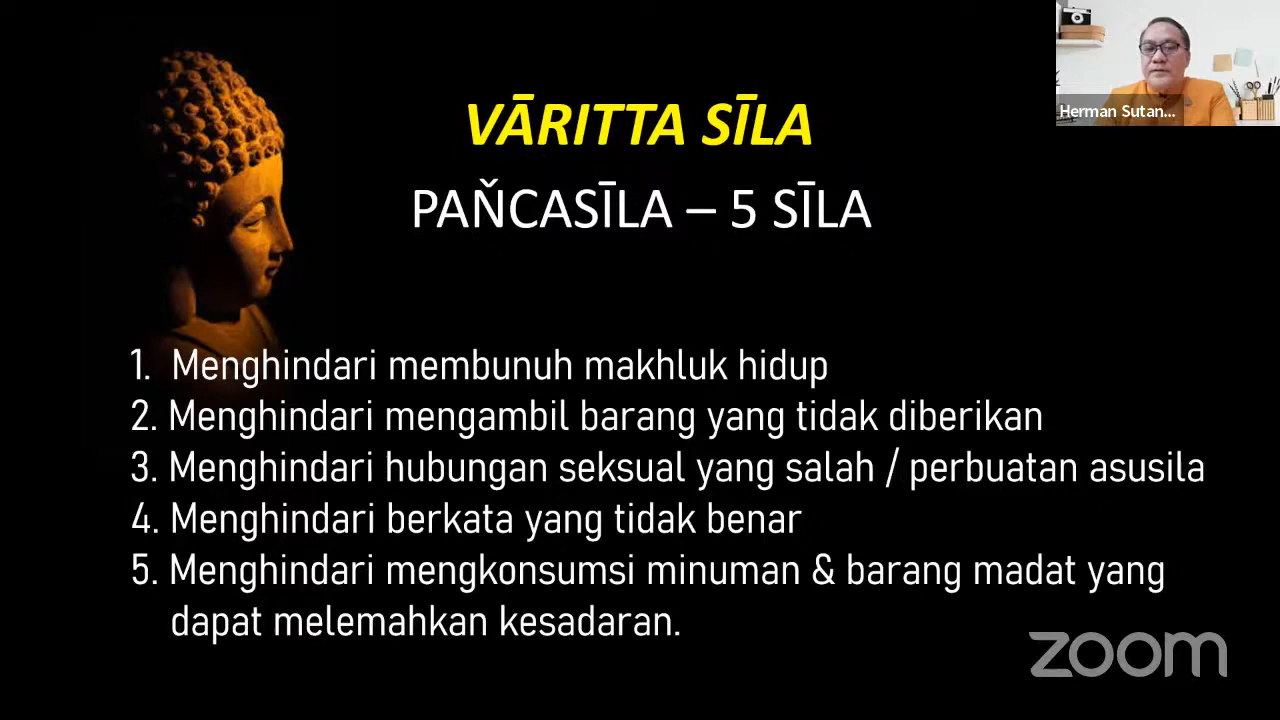 VĀRITTA SĪLA
PAŇCASĪLA – 5 SĪLA
Herman Sutan...
1. Menghindari membunuh makhluk hidup
2. Menghindari mengambil barang yang tidak diberikan
3. Menghindari hubungan seksual yang salah / perbuatan asusila
4. Menghindari berkata yang tidak benar
5. Menghindari mengkonsumsi minuman & barang madat yang
dapat melemahkan kesadaran.
zoom